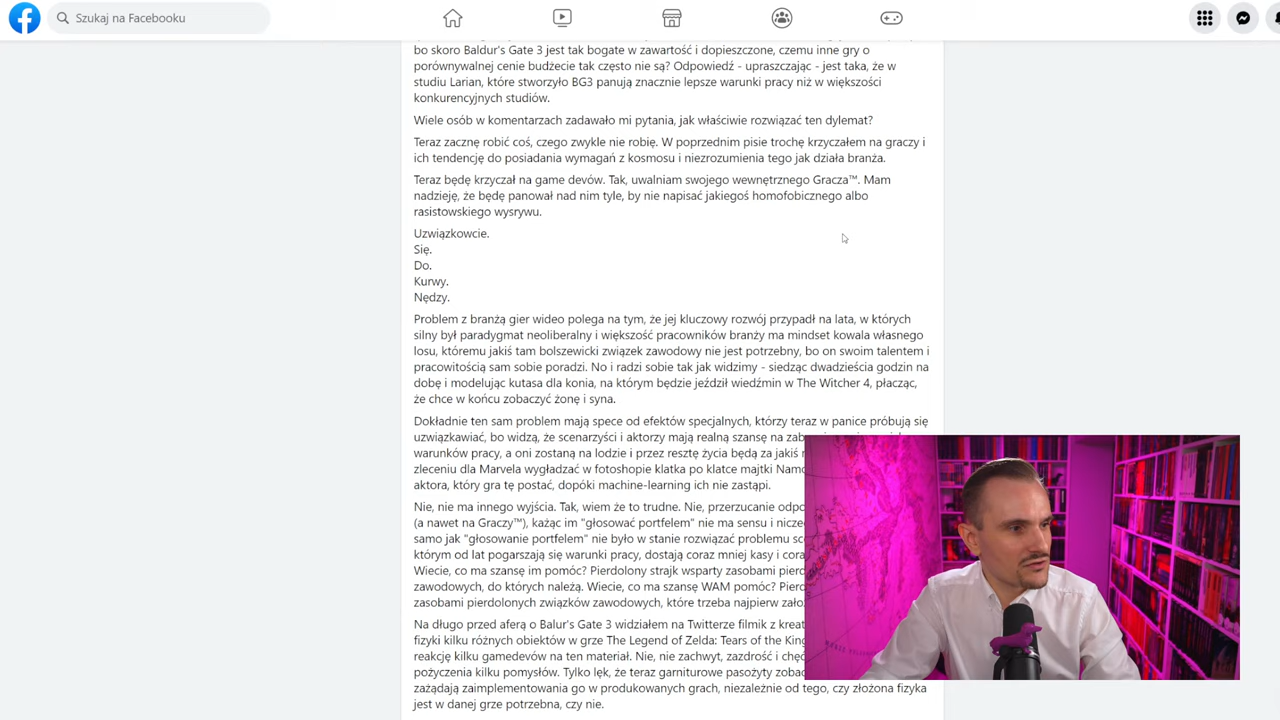 Szukaj na Facebooku
bo skoro Baldur's Gate 3 jest tak bogate w zawartość i dopieszczone, czemu inne gry o
porównywalnej cenie budżecie tak często nie są? Odpowiedź - upraszczając - jest taka, że w
studiu Larian, które stworzyło BG3 panują znacznie lepsze warunki pracy niż w większości
konkurencyjnych studiów.
Wiele osób w komentarzach zadawało mi pytania, jak właściwie rozwiązać ten dylemat?
Teraz zacznę robić coś, czego zwykle nie robię. W poprzednim pisie trochę krzyczałem na graczy i
ich tendencję do posiadania wymagań z kosmosu i niezrozumienia tego jak działa branża.
Teraz będę krzyczał na game devów. Tak, uwalniam swojego wewnętrznego Gracza™. Mam
nadzieję, że będę panował nad nim tyle, by nie napisać jakiegoś homofobicznego albo
rasistowskiego wysrywu.
Uzwiązkowcie.
Się.
Do.
Kurwy.
Nędzy.
Problem z branżą gier wideo polega na tym, że jej kluczowy rozwój przypadł na lata, w których
silny był paradygmat neoliberalny i większość pracowników branży ma mindset kowala własnego
losu, któremu jakiś tam bolszewicki związek zawodowy nie jest potrzebny, bo on swoim talentem i
pracowitością sam sobie poradzi. No i radzi sobie tak jak widzimy - siedząc dwadzieścia godzin na
dobę i modelując kutasa dla konia, na którym będzie jeździł wiedźmin w The Witcher 4, płacząc,
że chce w końcu zobaczyć żonę i syna.
Dokładnie ten sam problem mają spece od efektów specjalnych, którzy teraz w panice próbują się
uzwiązkawiać, bo widzą, że scenarzyści i aktorzy mają realną szansę na
warunków pracy, a oni zostaną na lodzie i przez resztę życia będą za jakiś
zleceniu dla Marvela wygładzać w fotoshopie klatka po klatce majtki
aktora, który gra tę postać, dopóki machine-learning ich nie zastąpi.
Nie, nie ma innego wyjścia. Tak, wiem że to trudne. Nie, przerzucanie
(a nawet na Graczy™), każąc im "głosować portfelem" nie ma sensu i
samo jak "głosowanie portfelem" nie było w stanie rozwiązać problemu
którym od lat pogarszają się warunki pracy, dostają coraz mniej kasy i
Wiecie, co ma szansę im pomóc? Pierdolony strajk wsparty zasobami
zawodowych, do których należą. Wiecie, co ma szansę WAM pomóc?
zasobami pierdolonych związków zawodowych, które trzeba najpierw
Na długo przed aferą o Balur's Gate 3 widziałem na Twitterze filmik z
fizyki kilku różnych obiektów w grze The Legend of Zelda: Tears of the
reakcję kilku gamedevów na ten materiał. Nie, nie zachwyt, zazdrość i
pożyczenia kilku pomysłów. Tylko lęk, że teraz garniturowe pasożyty
zażądają zaimplementowania go w produkowanych grach, niezależnie od tego, czy złożona fizyka
jest w danej grze potrzebna, czy nie.